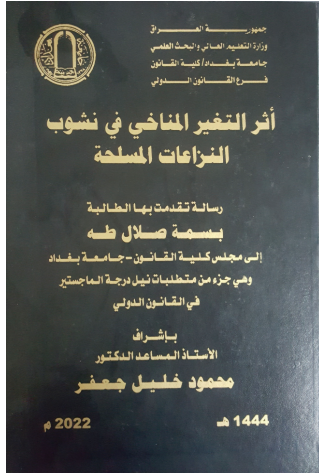 جمهورية العراق
وزارة التعليم العالي والبحث العلمي
جامعة بغداد/ كلية القانون
فرع القانون الدولي
أثر التغير المناخي في نشوب
النزاعات المسلحة
رسالة تقدمت بها الطالبة
بسمة صلال طه
إلى مجلس كلية القانون - جامعة بغداد
وهي جزء من متطلبات نيل درجة الماجستير
في القانون الدولي
بإشراف
الأستاذ المساعد الدكتور
محمود خليل جعفر
1444 هـ 2022 م